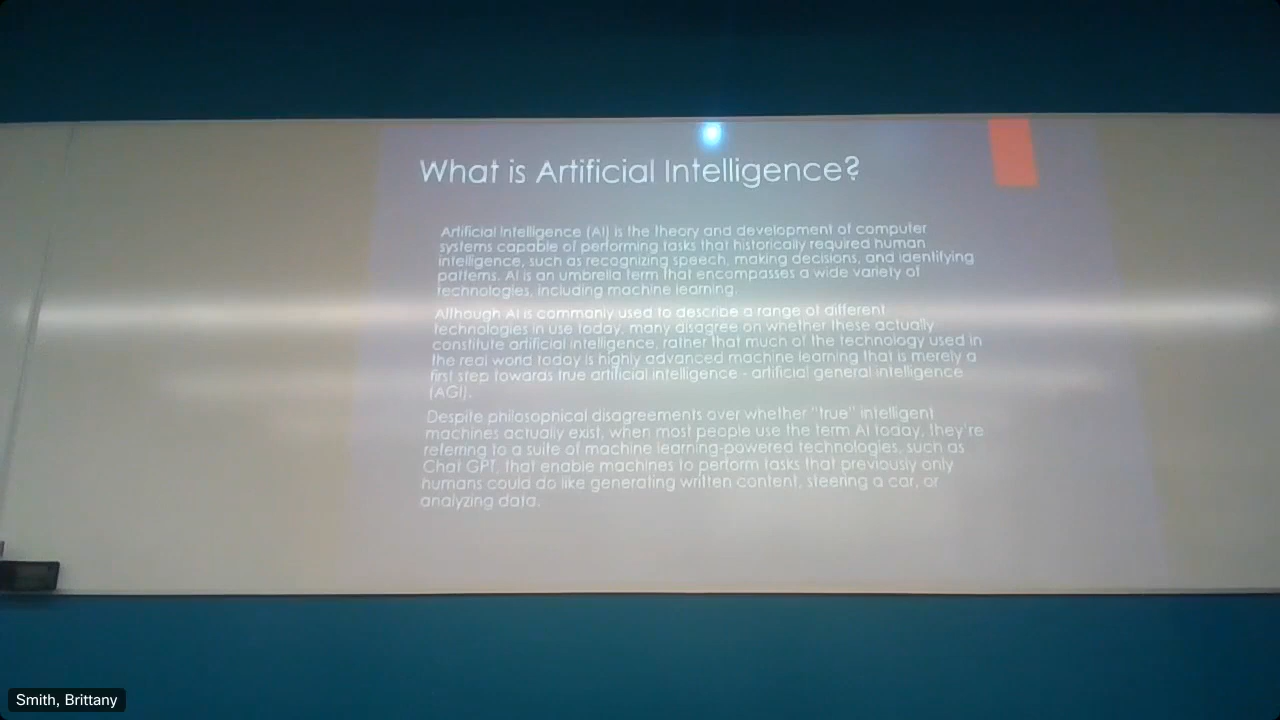 What is Artificial Intelligence?
Artificial Intelligence (AI) is the theory and development of computer
systems capable of performing tasks that historically required human
intelligence, such as recognizing speech, making decisions, and identifying
patterns. AI is an umbrella term that encompasses a wide variety of
technologies, including machine learning.
Although AI is commonly used to describe a range of different
technologies in use today, many disagree on whether these actually
constitute artificial intelligence, rather that much of the technology used in
the real world today is highly advanced machine learning that is merely a
first step towards true artificial intelligence - artificial general intelligence
(AGI).
Despite philosophical disagreements over whether "true" intelligent
machines actually exist, when most people use the term AI today, they're
referring to a suite of machine learning-powered technologies, such as
Chat GPT, that enable machines to perform tasks that previously only
humans could do like generating written content, steering a car, or
analyzing data.
Smith, Brittany